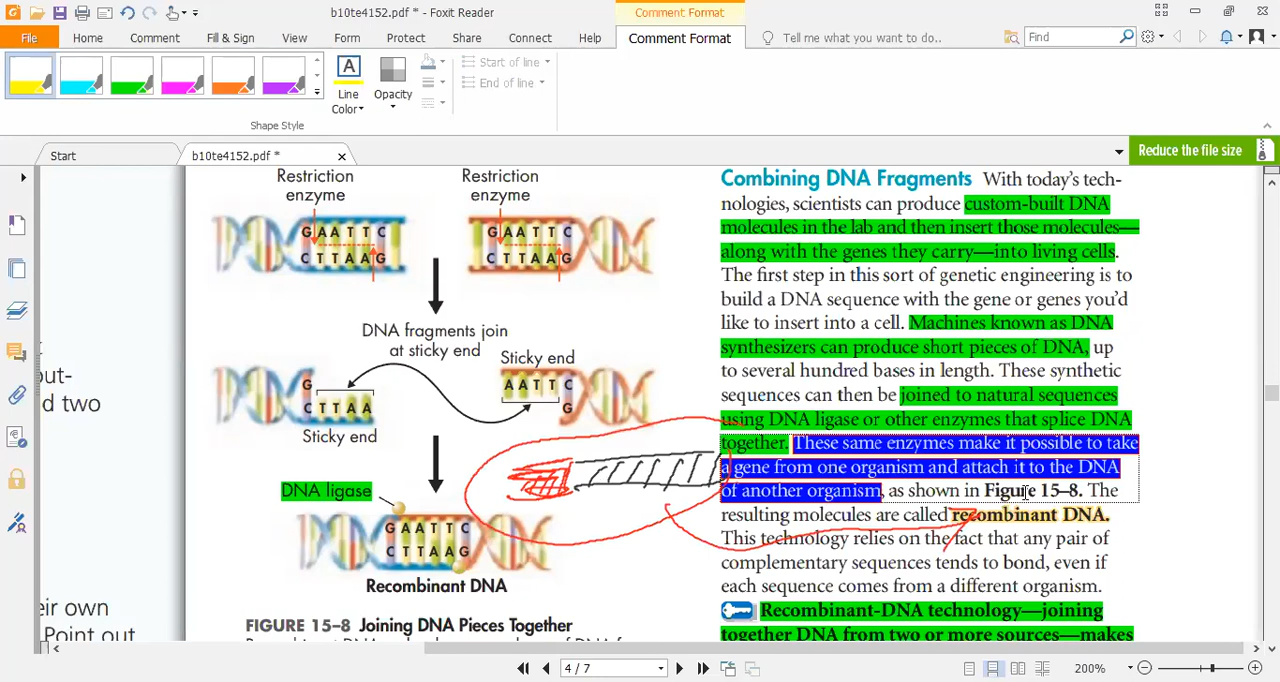 b10te4152.pdf * - Foxit Reader
Comment Format
File Home Comment Fill & Sign View Form Protect Share Connect Help Comment Format Tell me what you want to do.. Find
Line Color
Opacity
Start of line
End of line
Shape Style
Start
b10te4152.pdf *
Reduce the file size
out-
d two
eir own
Point out
Restriction enzyme
Restriction enzyme
G A A T T C
C T T A A G
G A A T T C
C T T A A G
DNA fragments join
at sticky end
Sticky end
G
C T T A A
A A T T C
G
Sticky end
DNA ligase
G A A T T C
C T T A A G
Recombinant DNA
FIGURE 15–8 Joining DNA Pieces Together
Combining DNA Fragments With today's tech-
nologies, scientists can produce custom-built DNA
molecules in the lab and then insert those molecules—
along with the genes they carry—into living cells.
The first step in this sort of genetic engineering is to
build a DNA sequence with the gene or genes you'd
like to insert into a cell. Machines known as DNA
synthesizers can produce short pieces of DNA, up
to several hundred bases in length. These synthetic
sequences can then be joined to natural sequences
using DNA ligase or other enzymes that splice DNA
together. These same enzymes make it possible to take
a gene from one organism and attach it to the DNA
of another organism, as shown in Figure 15–8. The
resulting molecules are called recombinant DNA.
This technology relies on the fact that any pair of
complementary sequences tends to bond, even if
each sequence comes from a different organism.
Recombinant-DNA technology—joining
together DNA from two or more sources—makes
4 / 7
200%